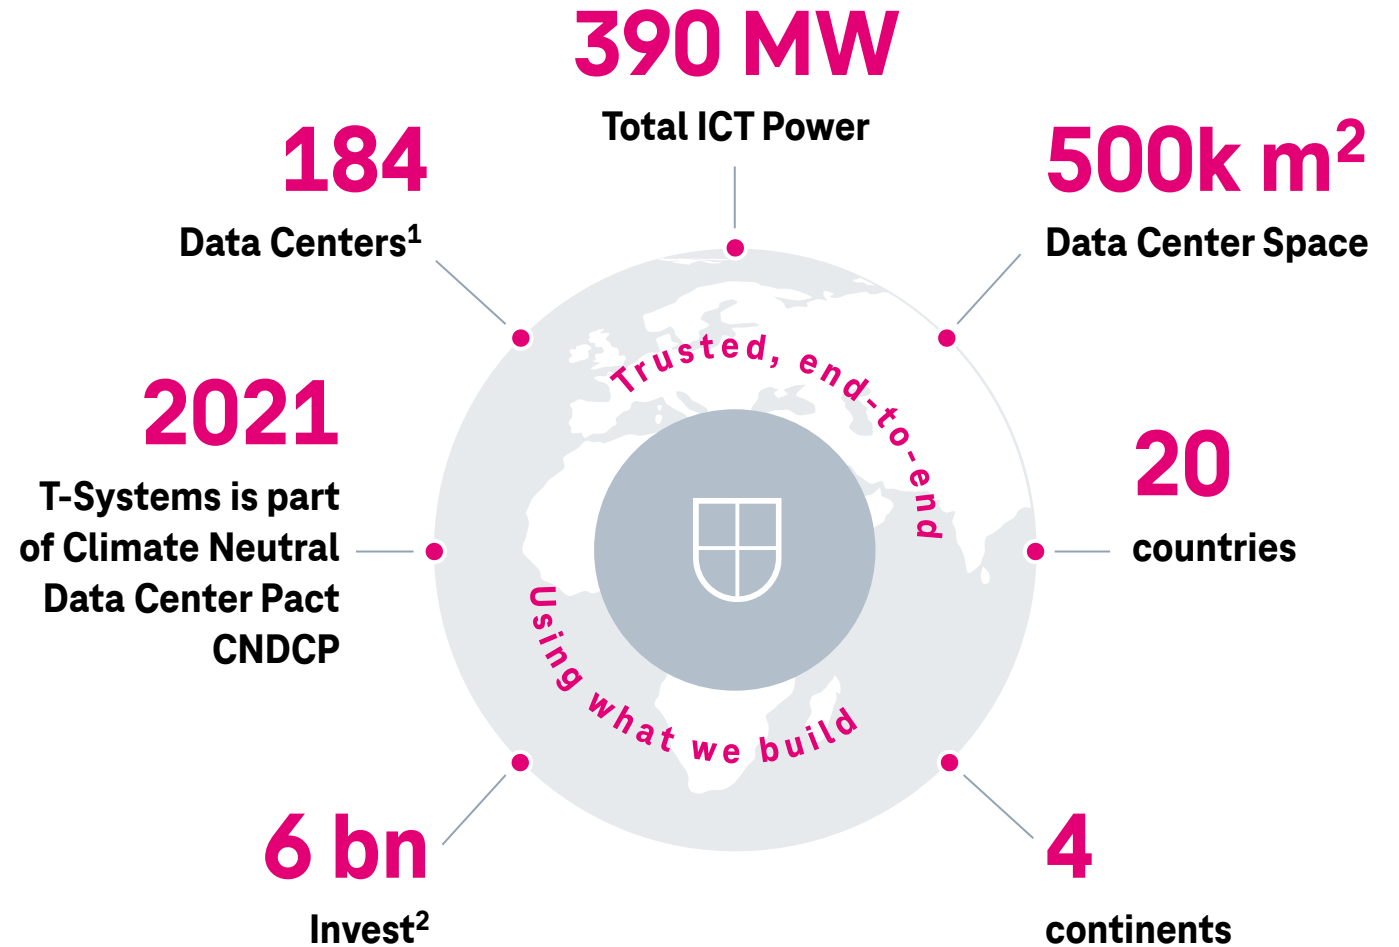 390 MW
Total ICT Power
184
Data Centers¹
500k m²
Data Center Space
2021
T-Systems is part
of Climate Neutral
Data Center Pact
CNDCP
Trusted, end-to-end
20
countries
Using what we build
6 bn
Invest²
4
continents